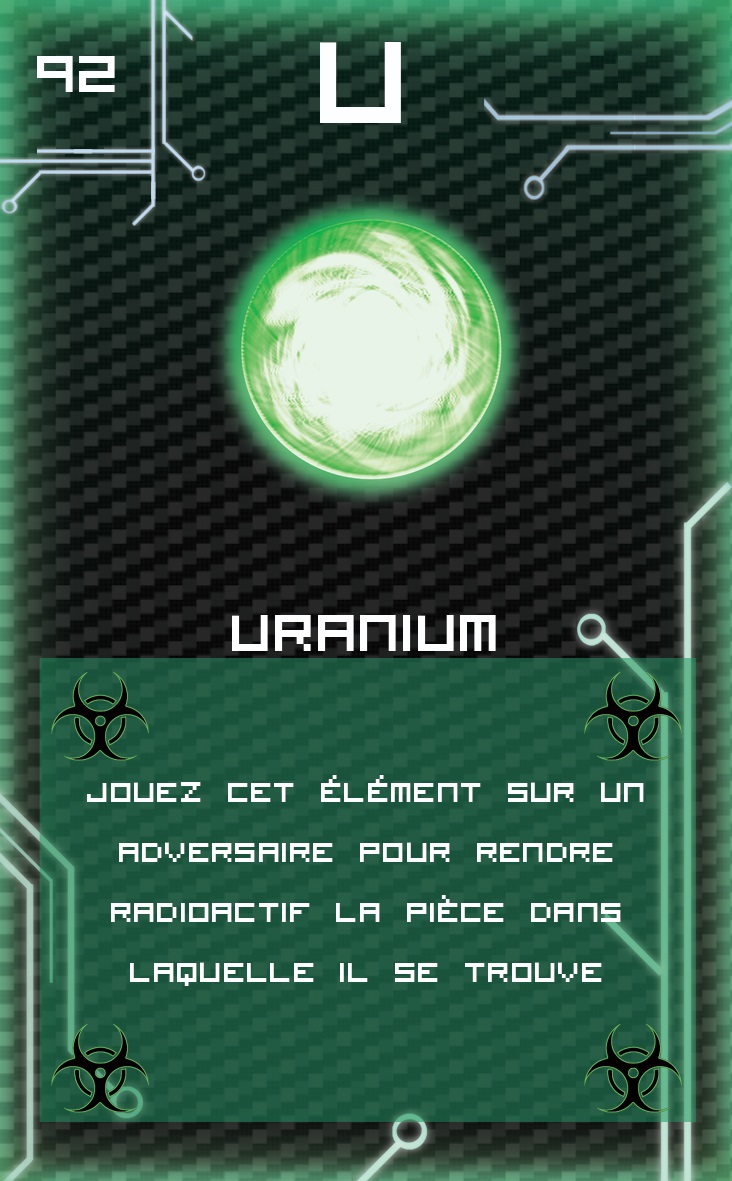 92
U
URANIUM
JOUEZ CET ÉLÉMENT SUR UN
ADVERSAIRE POUR RENDRE
RADIOACTIF LA PIÈCE DANS
LAQUELLE IL SE TROUVE